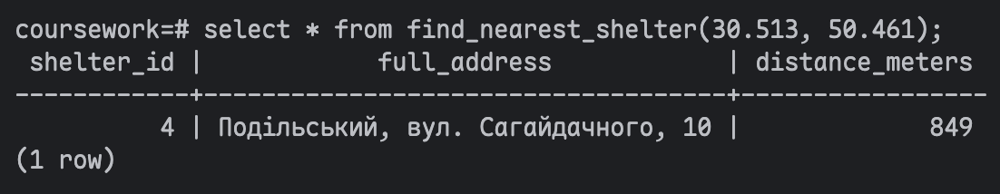 coursework=# select * from find_nearest_shelter(30.513, 50.461);
 shelter_id |            full_address            | distance_meters
------------+------------------------------------+-----------------
          4 | Подільський, вул. Сагайдачного, 10 |             849
(1 row)